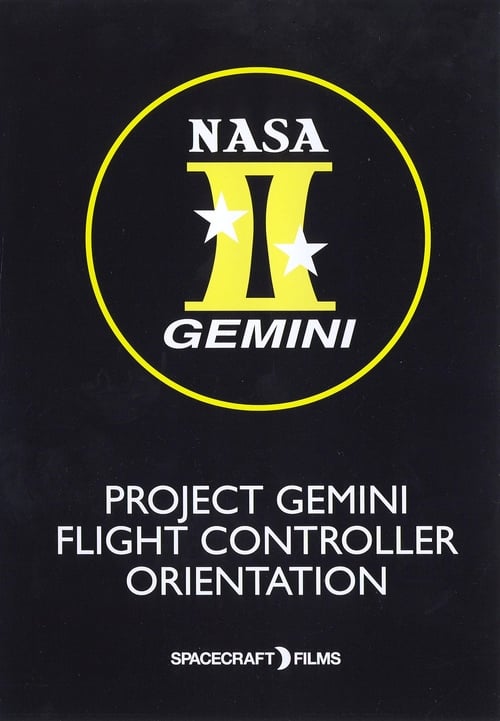 NASA
GEMINI
PROJECT GEMINI
FLIGHT CONTROLLER
ORIENTATION
SPACECRAFT FILMS